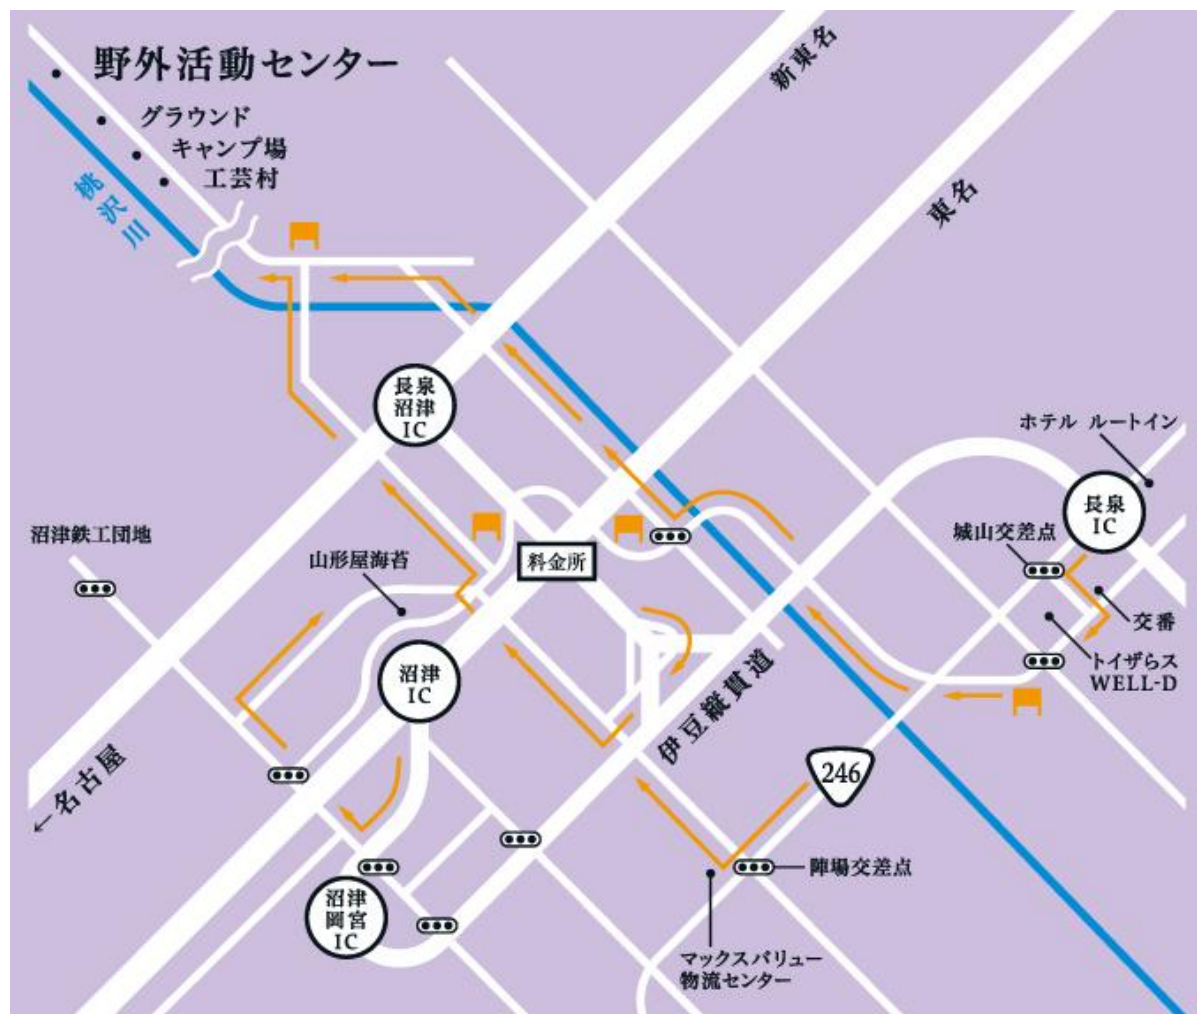 野外活動センター
グラウンド
キャンプ場
工芸村
桃沢川
新東名
東名
長泉
沼津
IC
ホテル ルートイン
長泉
IC
城山交差点
沼津鉄工団地
山形屋海苔
料金所
交番
トイザらス
WELL-D
沼津
IC
伊豆縦貫道
←名古屋
246
陣場交差点
沼津
岡宮
IC
マックスバリュー
物流センター